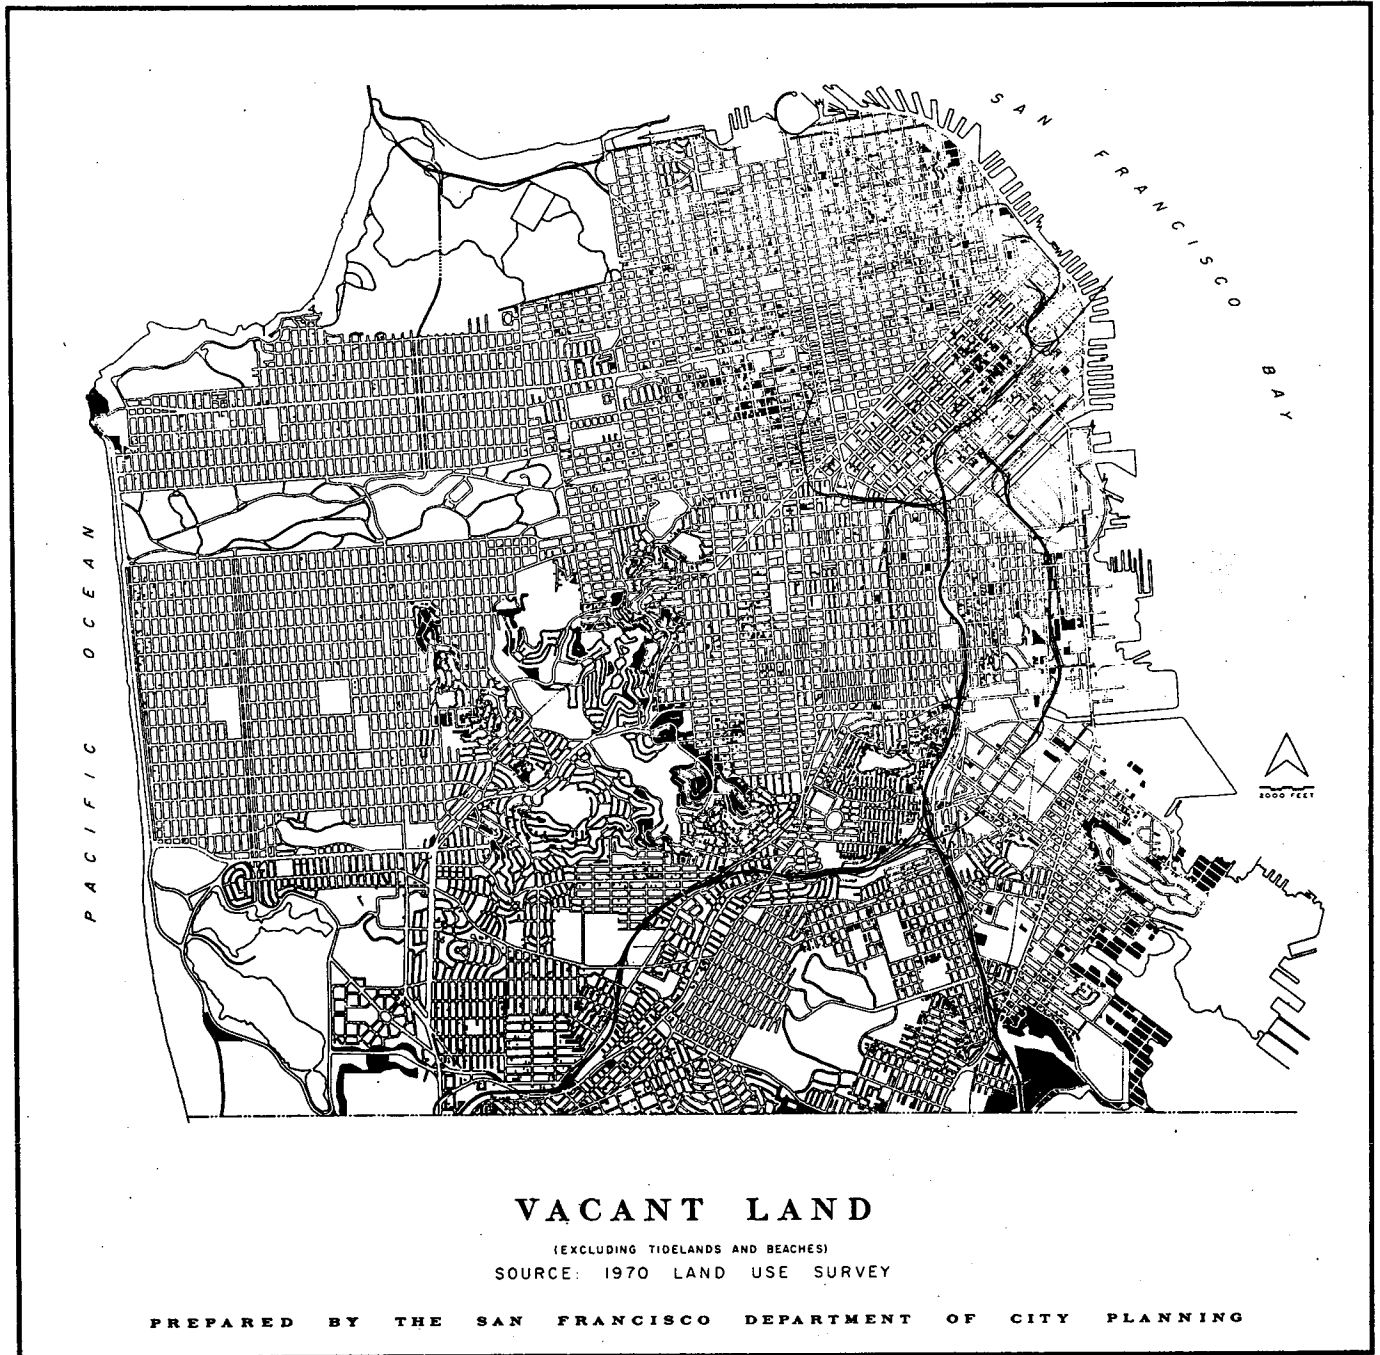 SAN FRANCISCO BAY
PACIFIC OCEAN
2000 FEET
VACANT LAND
(EXCLUDING TIDELANDS AND BEACHES)
SOURCE: 1970 LAND USE SURVEY
PREPARED BY THE SAN FRANCISCO DEPARTMENT OF CITY PLANNING